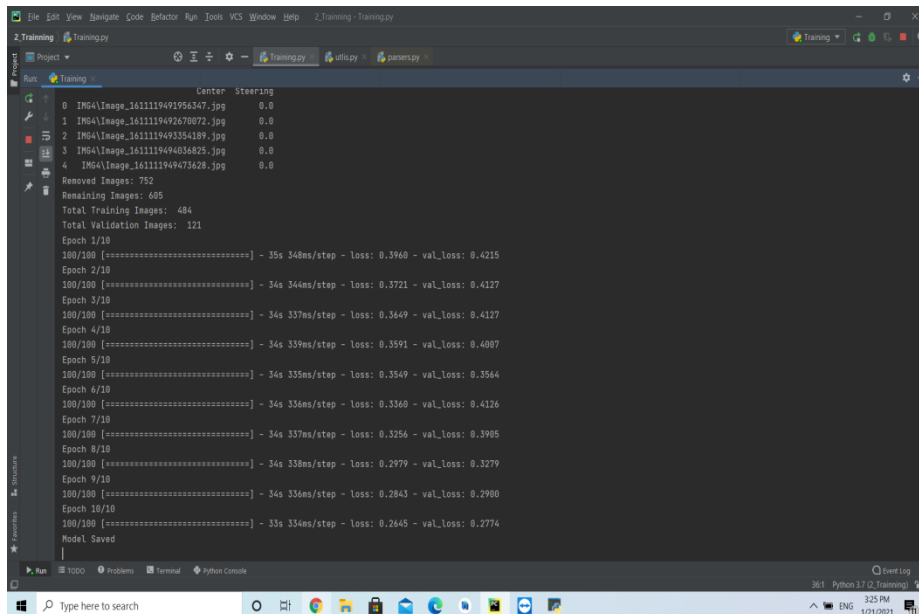 File Edit View Navigate Code Refactor Run Tools VCS Window Help 2_Trainning - Training.py
2_Trainning Training.py Training
Project Training.py utlis.py parsers.py
Run: Training
Center Steering
0 IMG4\Image_1611119491956347.jpg 0.0
1 IMG4\Image_1611119492670072.jpg 0.0
2 IMG4\Image_1611119493354189.jpg 0.0
3 IMG4\Image_1611119494036825.jpg 0.0
4 IMG4\Image_161111949473628.jpg 0.0
Removed Images: 752
Remaining Images: 605
Total Training Images: 484
Total Validation Images: 121
Epoch 1/10
100/100 [==============================] - 35s 348ms/step - loss: 0.3960 - val_loss: 0.4215
Epoch 2/10
100/100 [==============================] - 34s 344ms/step - loss: 0.3721 - val_loss: 0.4127
Epoch 3/10
100/100 [==============================] - 34s 337ms/step - loss: 0.3649 - val_loss: 0.4127
Epoch 4/10
100/100 [==============================] - 34s 339ms/step - loss: 0.3591 - val_loss: 0.4007
Epoch 5/10
100/100 [==============================] - 34s 335ms/step - loss: 0.3549 - val_loss: 0.3564
Epoch 6/10
100/100 [==============================] - 34s 336ms/step - loss: 0.3360 - val_loss: 0.4126
Epoch 7/10
100/100 [==============================] - 34s 337ms/step - loss: 0.3256 - val_loss: 0.3905
Epoch 8/10
100/100 [==============================] - 34s 338ms/step - loss: 0.2979 - val_loss: 0.3279
Epoch 9/10
100/100 [==============================] - 34s 336ms/step - loss: 0.2843 - val_loss: 0.2900
Epoch 10/10
100/100 [==============================] - 33s 334ms/step - loss: 0.2645 - val_loss: 0.2774
Model Saved
Project
Structure
Favorites
Run TODO Problems Terminal Python Console Event Log
36:1 Python 3.7 (2_Trainning)
Type here to search ENG 3:25 PM
1/21/2021